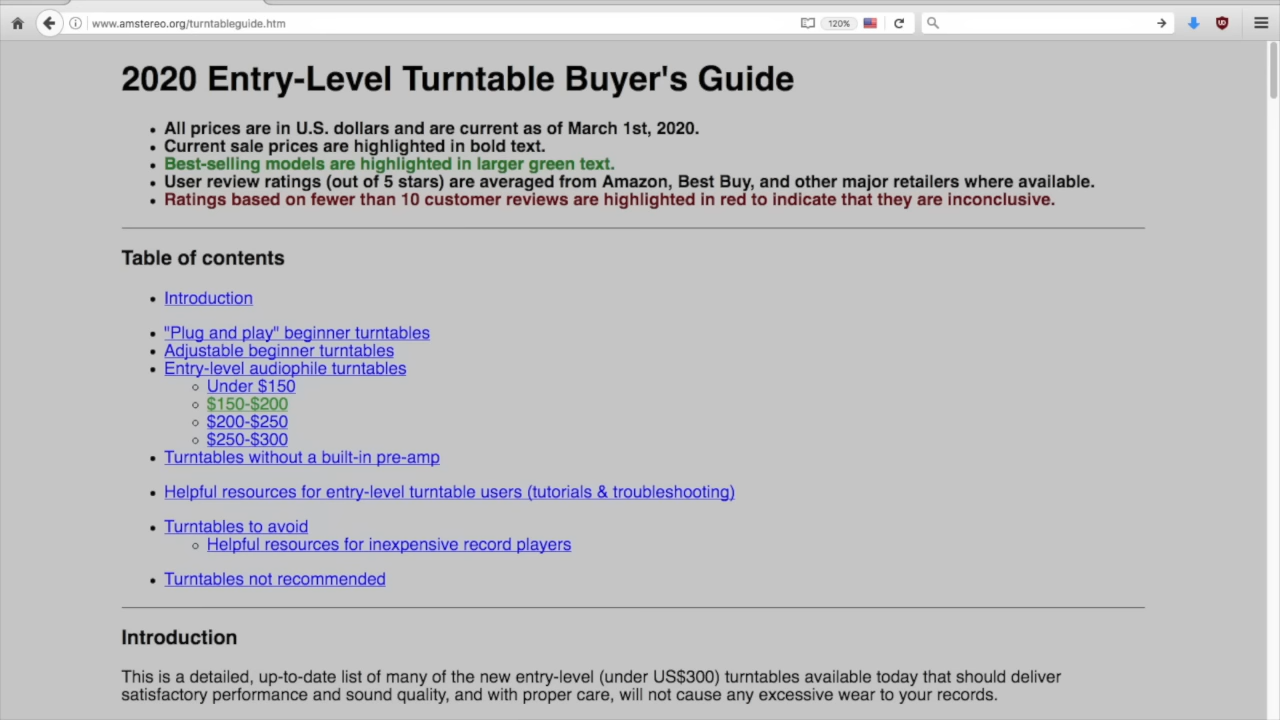 www.amstereo.org/turntableguide.htm
120%
2020 Entry-Level Turntable Buyer's Guide
All prices are in U.S. dollars and are current as of March 1st, 2020.
Current sale prices are highlighted in bold text.
Best-selling models are highlighted in larger green text.
User review ratings (out of 5 stars) are averaged from Amazon, Best Buy, and other major retailers where available.
Ratings based on fewer than 10 customer reviews are highlighted in red to indicate that they are inconclusive.
Table of contents
Introduction
"Plug and play" beginner turntables
Adjustable beginner turntables
Entry-level audiophile turntables
Under $150
$150-$200
$200-$250
$250-$300
Turntables without a built-in pre-amp
Helpful resources for entry-level turntable users (tutorials & troubleshooting)
Turntables to avoid
Helpful resources for inexpensive record players
Turntables not recommended
Introduction
This is a detailed, up-to-date list of many of the new entry-level (under US$300) turntables available today that should deliver
satisfactory performance and sound quality, and with proper care, will not cause any excessive wear to your records.